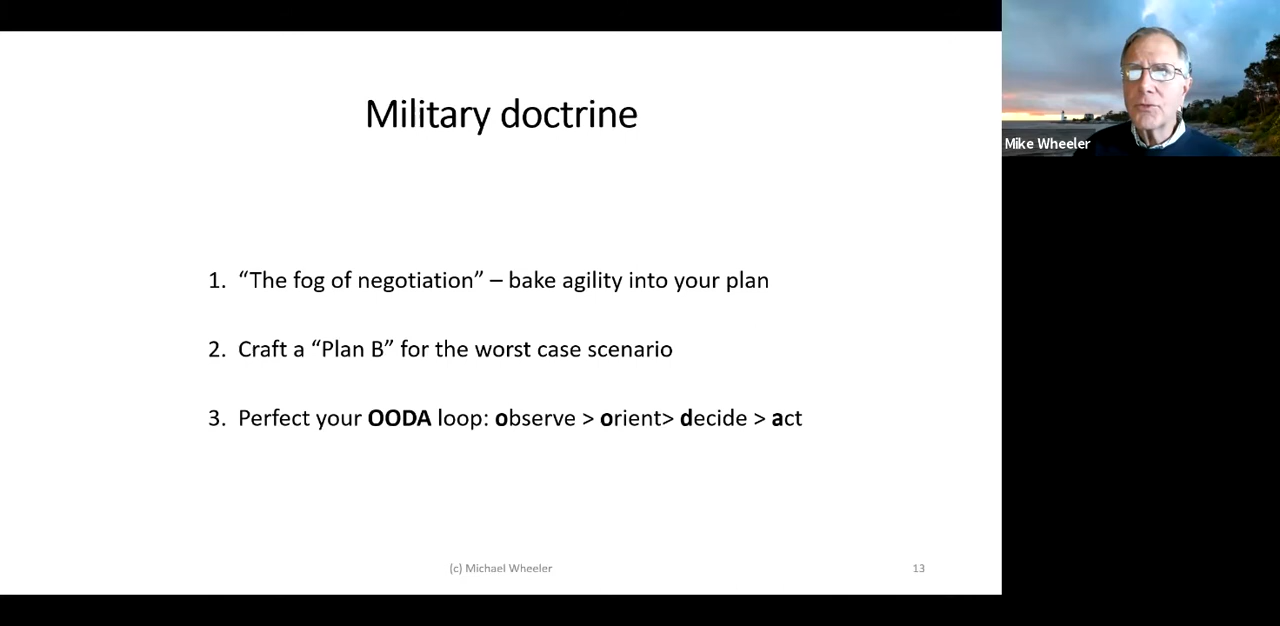 Military doctrine
Mike Wheeler
1. “The fog of negotiation” – bake agility into your plan
2. Craft a “Plan B” for the worst case scenario
3. Perfect your OODA loop: observe > orient> decide > act
(c) Michael Wheeler
13